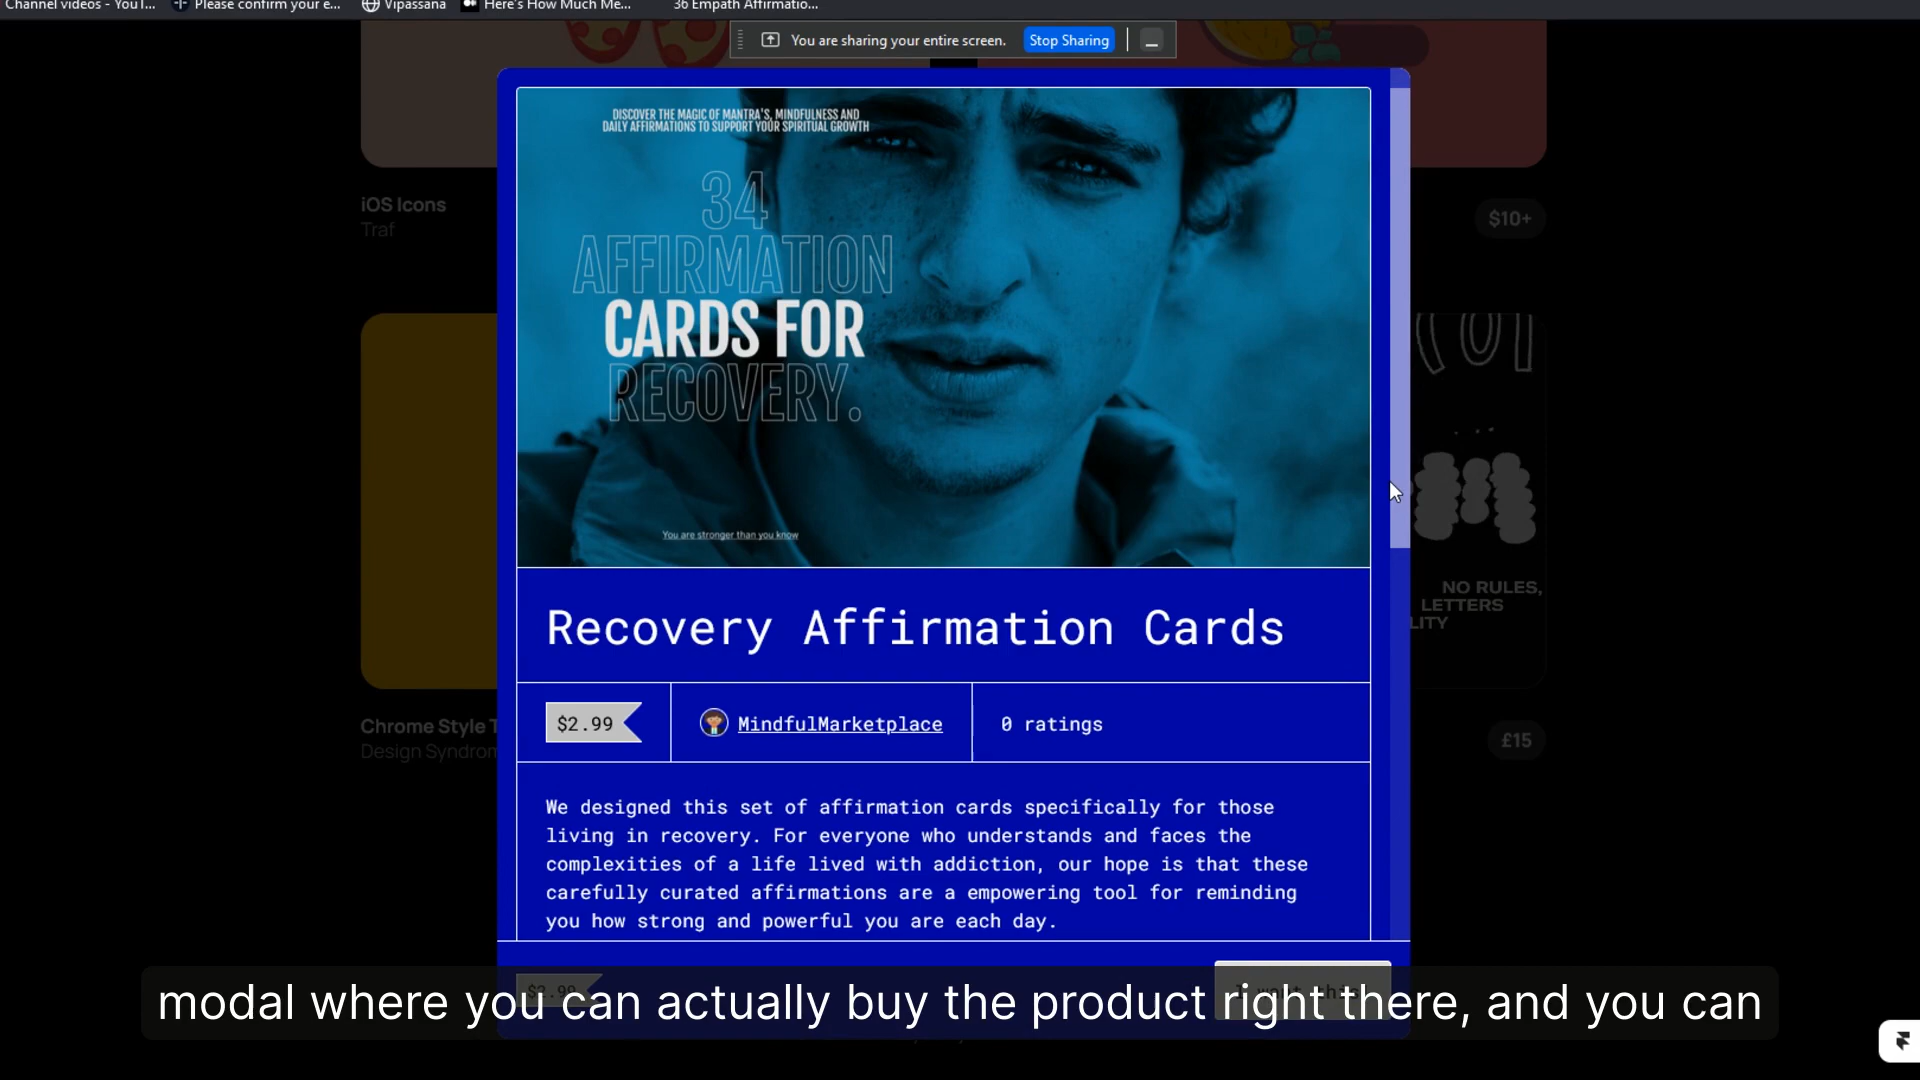 Channel videos - YouT...
Please confirm your e...
Vipassana
Here's How Much Me...
36 Empath Affirmatio...
You are sharing your entire screen.
Stop Sharing
DISCOVER THE MAGIC OF MANTRA'S, MINDFULNESS AND
DAILY AFFIRMATIONS TO SUPPORT YOUR SPIRITUAL GROWTH
34
AFFIRMATION
CARDS FOR
RECOVERY.
You are stronger than you know
iOS Icons
Traf
$10+
Recovery Affirmation Cards
$2.99
MindfulMarketplace
0 ratings
We designed this set of affirmation cards specifically for those
living in recovery. For everyone who understands and faces the
complexities of a life lived with addiction, our hope is that these
carefully curated affirmations are a empowering tool for reminding
you how strong and powerful you are each day.
NO RULES,
LETTERS
LITY
Chrome Style T
Design Syndrom
£15
$2.99
modal where you can actually buy the product right there, and you can